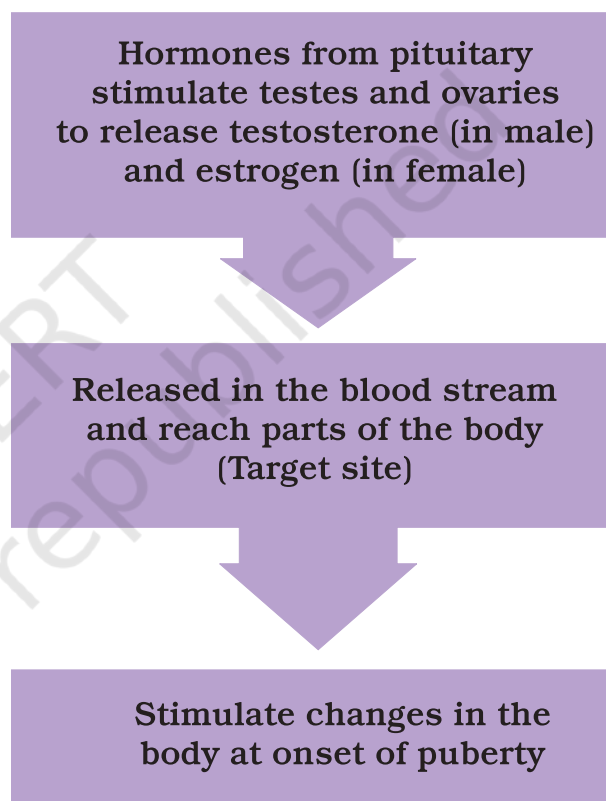 Hormones from pituitary
stimulate testes and ovaries
to release testosterone (in male)
and estrogen (in female)
Released in the blood stream
and reach parts of the body
(Target site)
Stimulate changes in the
body at onset of puberty
ERT
republished